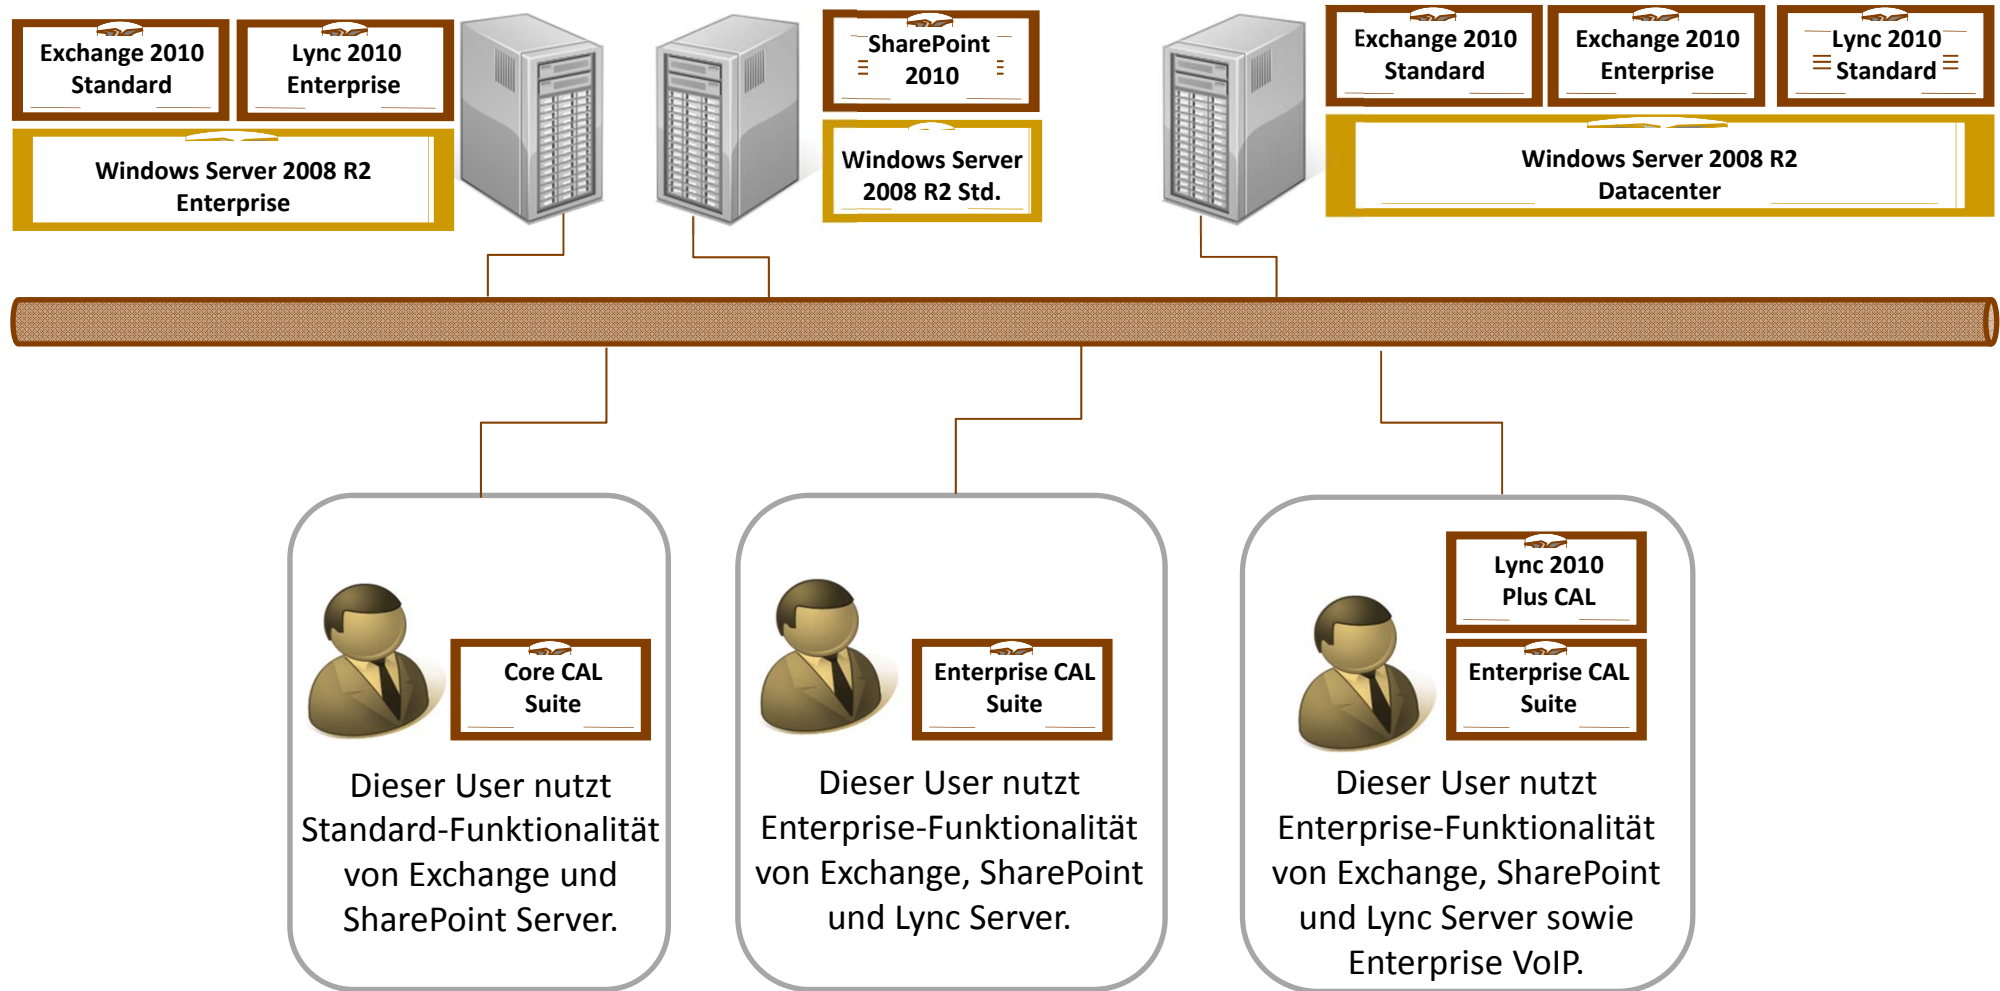 Exchange 2010
Standard
Lync 2010
Enterprise
Windows Server 2008 R2
Enterprise
SharePoint
2010
Windows Server
2008 R2 Std.
Exchange 2010
Standard
Exchange 2010
Enterprise
Lync 2010
Standard
Windows Server 2008 R2
Datacenter
Core CAL
Suite
Dieser User nutzt
Standard-Funktionalität
von Exchange und
SharePoint Server.
Enterprise CAL
Suite
Dieser User nutzt
Enterprise-Funktionalität
von Exchange, SharePoint
und Lync Server.
Lync 2010
Plus CAL
Enterprise CAL
Suite
Dieser User nutzt
Enterprise-Funktionalität
von Exchange, SharePoint
und Lync Server sowie
Enterprise VoIP.